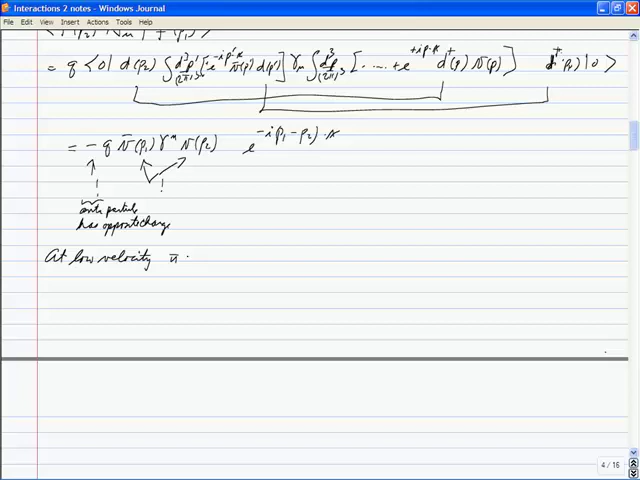 Interactions 2 notes - Windows Journal
File Edit View Insert Actions Tools Help
= q < 0| d(p₂) ∫ d³p'/(2π)³ [e^{-ip'·x} v̄(p') d(p')] γ_μ ∫ d³p/(2π)³ [ ..... + e^{+ip·x} d†(p) v(p) ] d†(p₁) |0 >
= - q v̄(p₁) γ^μ v(p₂) e^{-i(p₁-p₂)·x}
! !
anti particle
has opposite charge
At low velocity ū
4 / 16